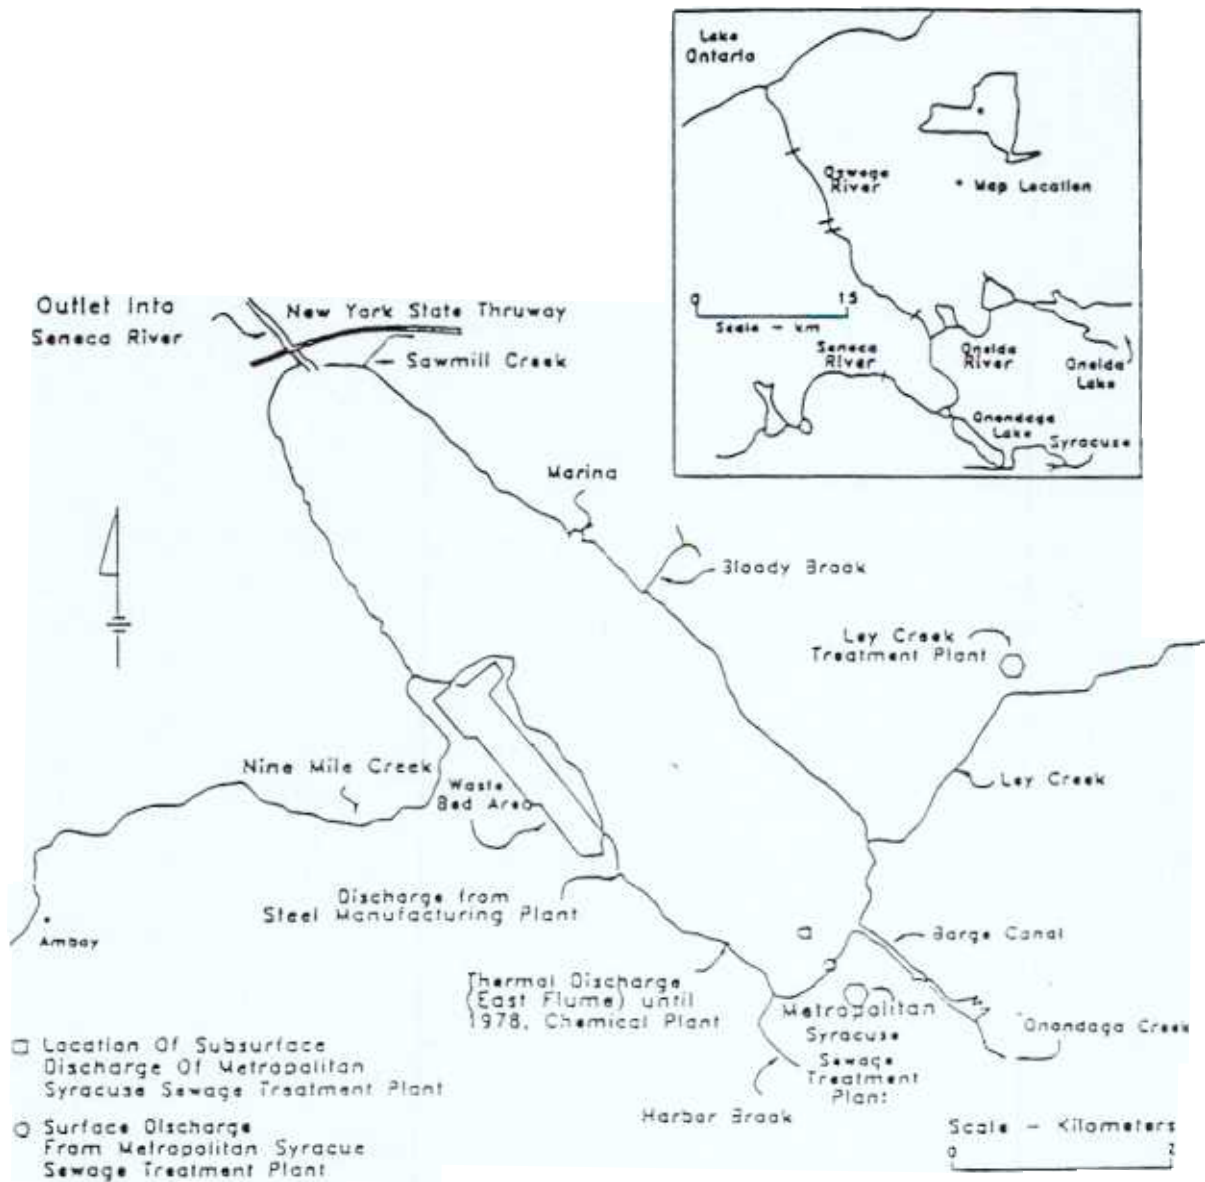 Lake
Ontario
Oswego
River
* Map Location
0 15
Scale - km
Seneca
River
Oneida
River
Oneida
Lake
Onondaga
Lake
Syracuse
Outlet Into
Seneca River
New York State Thruway
Sawmill Creek
Marina
Bloody Brook
Ley Creek
Treatment Plant
Ley Creek
Nine Mile Creek
Waste
Bed Area
Discharge from
Steel Manufacturing Plant
Amboy
Barge Canal
Thermal Discharge
(East Flume) until
1978, Chemical Plant
Metropolitan
Syracuse
Sewage
Treatment
Plant
Onondaga Creek
Harbor Brook
Location Of Subsurface
Discharge Of Metropolitan
Syracuse Sewage Treatment Plant
Surface Discharge
From Metropolitan Syracue
Sewage Treatment Plant
Scale - Kilometers
0 2